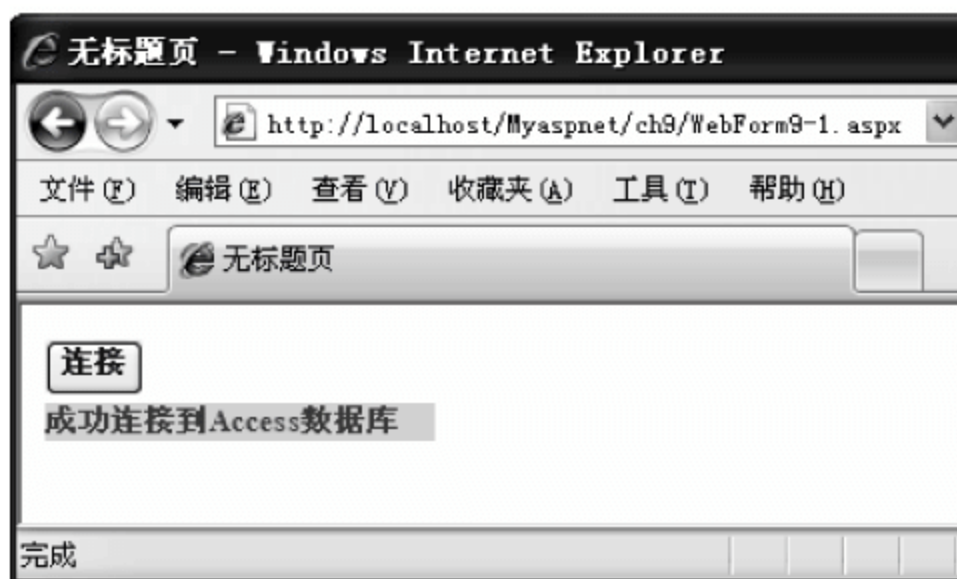 无标题页 - Windows Internet Explorer
http://localhost/Myaspnet/ch9/WebForm9-1.aspx
文件(F) 编辑(E) 查看(V) 收藏夹(A) 工具(T) 帮助(H)
无标题页
连接
成功连接到Access数据库
完成